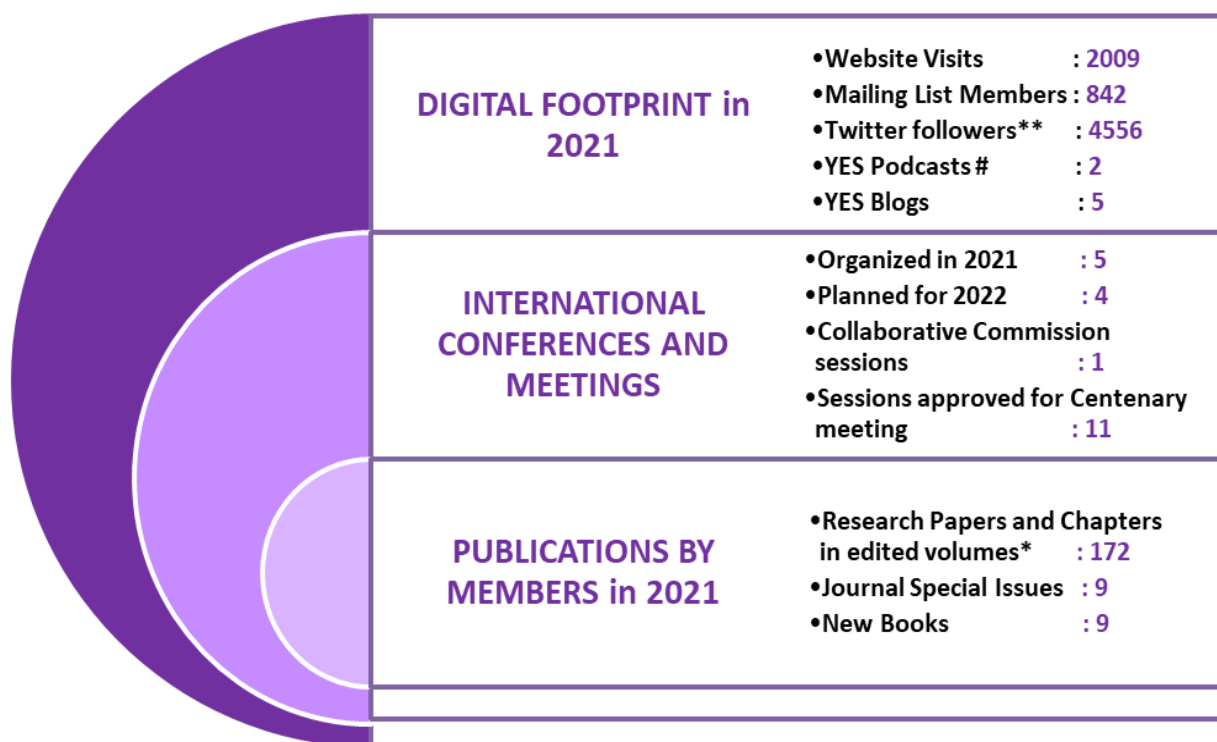 DIGITAL FOOTPRINT in
2021
•Website Visits : 2009
•Mailing List Members : 842
•Twitter followers** : 4556
•YES Podcasts # : 2
•YES Blogs : 5
INTERNATIONAL
CONFERENCES AND
MEETINGS
•Organized in 2021 : 5
•Planned for 2022 : 4
•Collaborative Commission
sessions : 1
•Sessions approved for Centenary
meeting : 11
PUBLICATIONS BY
MEMBERS in 2021
•Research Papers and Chapters
in edited volumes* : 172
•Journal Special Issues : 9
•New Books : 9